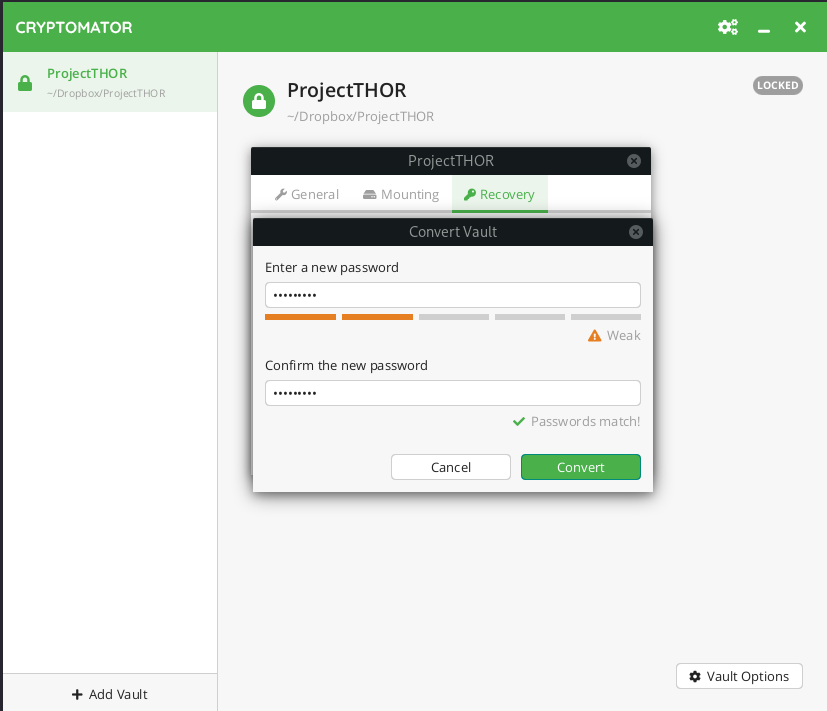 CRYPTOMATOR
ProjectTHOR
~/Dropbox/ProjectTHOR
ProjectTHOR
LOCKED
~/Dropbox/ProjectTHOR
ProjectTHOR
General Mounting Recovery
Convert Vault
Enter a new password
•••••••••
Weak
Confirm the new password
•••••••••
Passwords match!
Cancel Convert
Vault Options
Add Vault